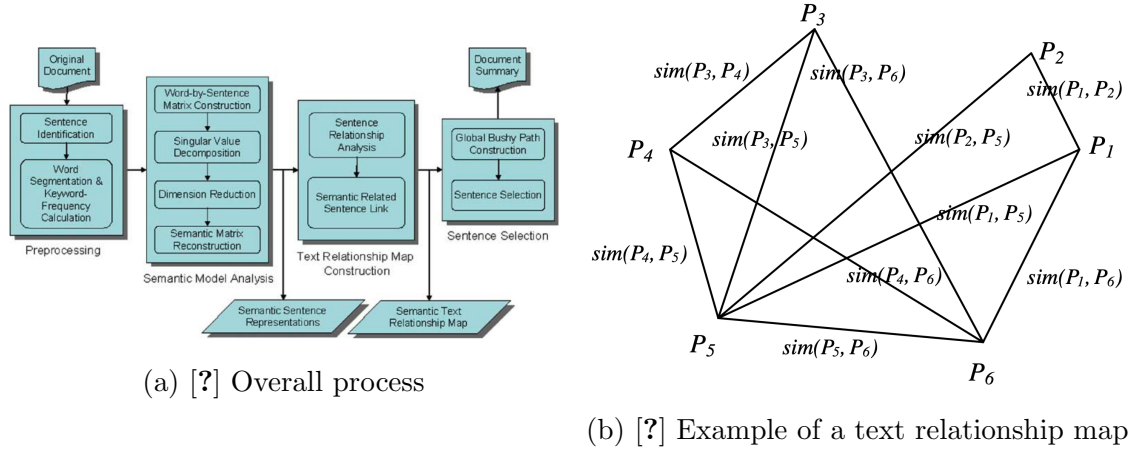 Original
Document
Sentence
Identification
Word
Segmentation &
Keyword-
Frequency
Calculation
Preprocessing
Word-by-Sentence
Matrix Construction
Singular Value
Decomposition
Dimension Reduction
Semantic Matrix
Reconstruction
Semantic Model Analysis
Sentence
Relationship
Analysis
Semantic Related
Sentence Link
Text Relationship Map
Construction
Document
Summary
Global Bushy Path
Construction
Sentence Selection
Sentence Selection
Semantic Sentence
Representations
Semantic Text
Relationship Map
(a) [?] Overall process
P3
P2
sim(P3, P4)
sim(P3, P6)
sim(P1, P2)
P4
sim(P3, P5)
sim(P2, P5)
P1
sim(P1, P5)
sim(P4, P5)
sim(P4, P6)
sim(P1, P6)
P5
sim(P5, P6)
P6
(b) [?] Example of a text relationship map